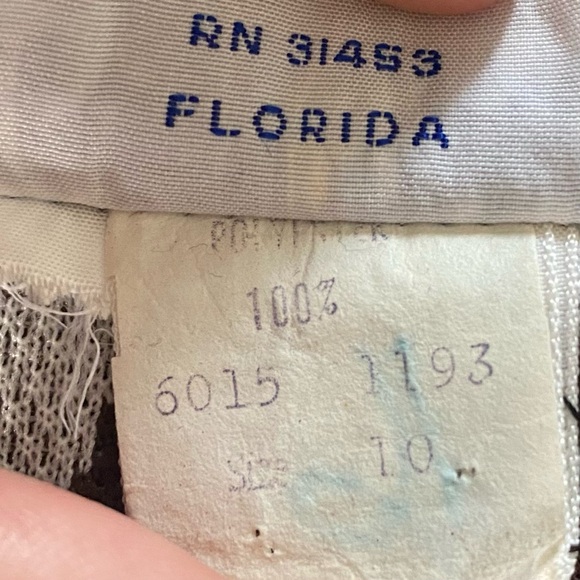 RN 31453
FLORIDA
POLYESTER
100%
6015 1193
SIZE 10